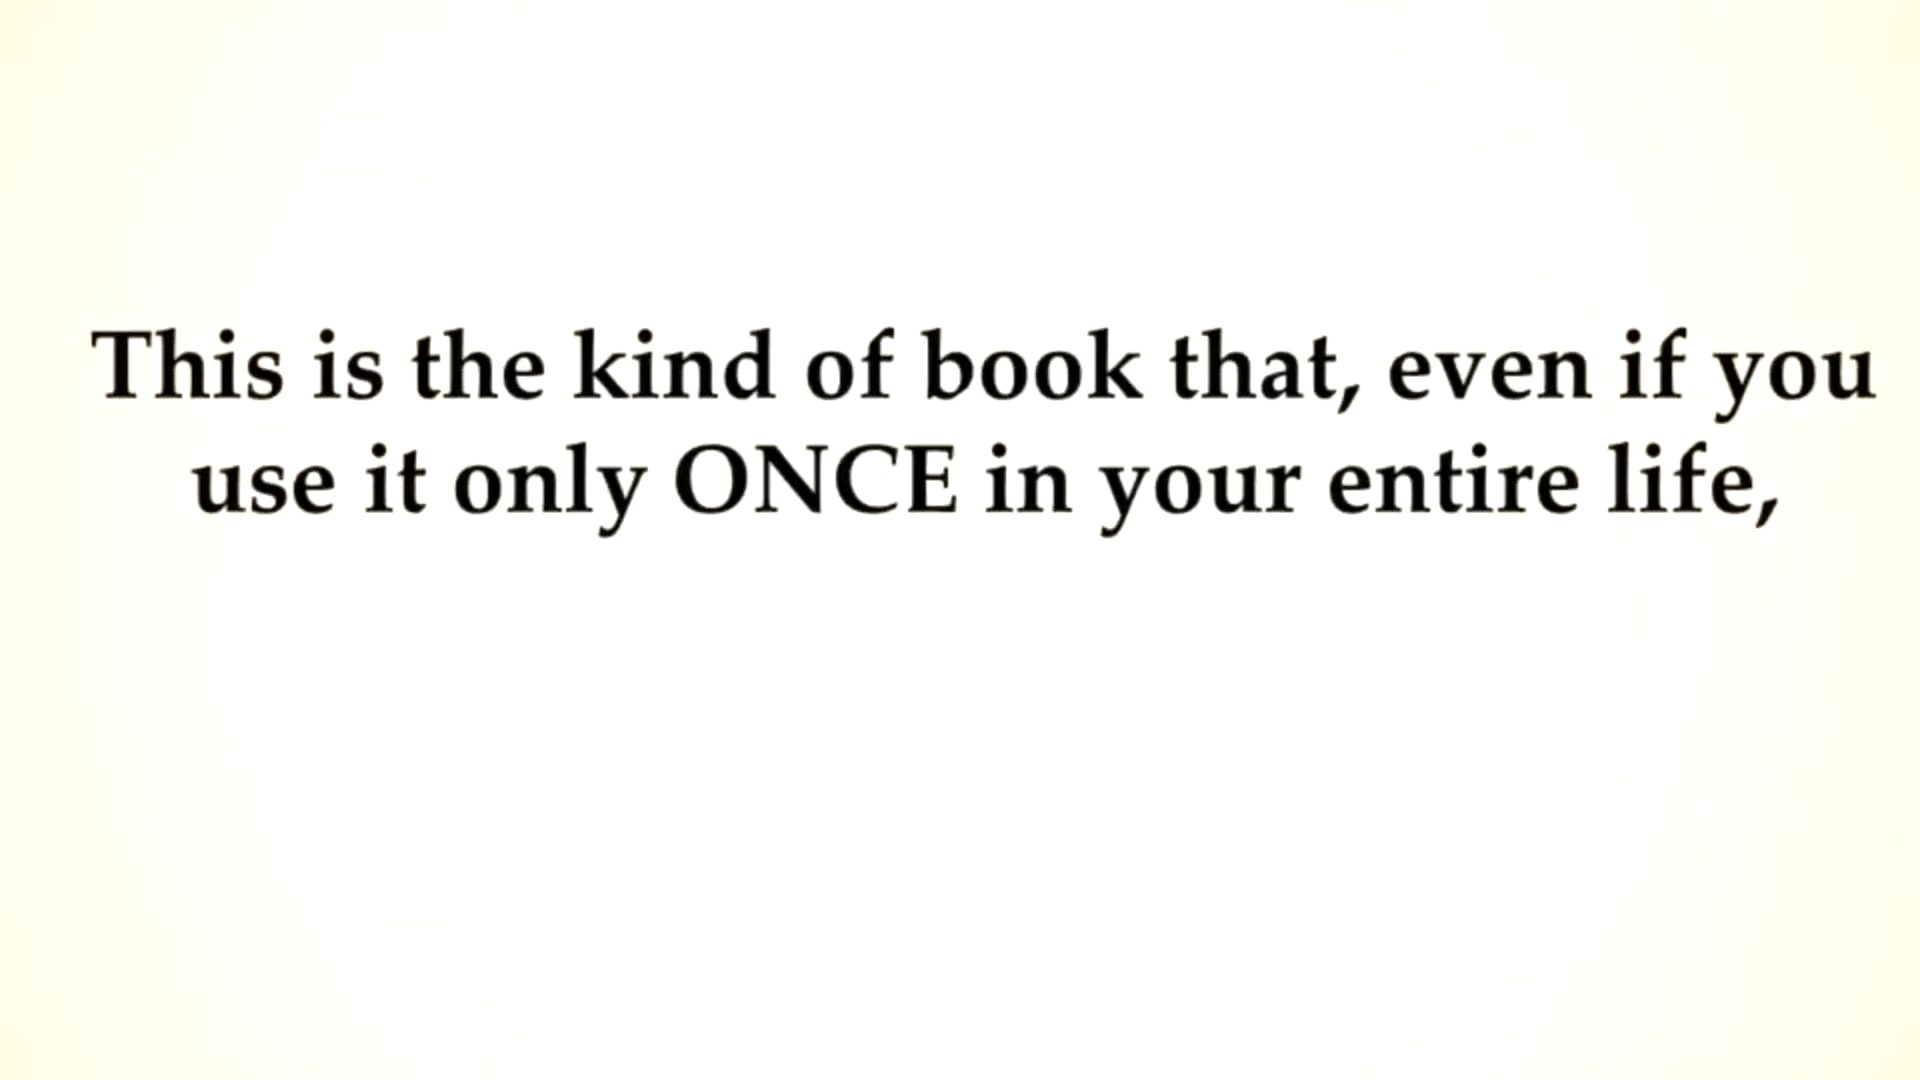 This is the kind of book that, even if you
use it only ONCE in your entire life,